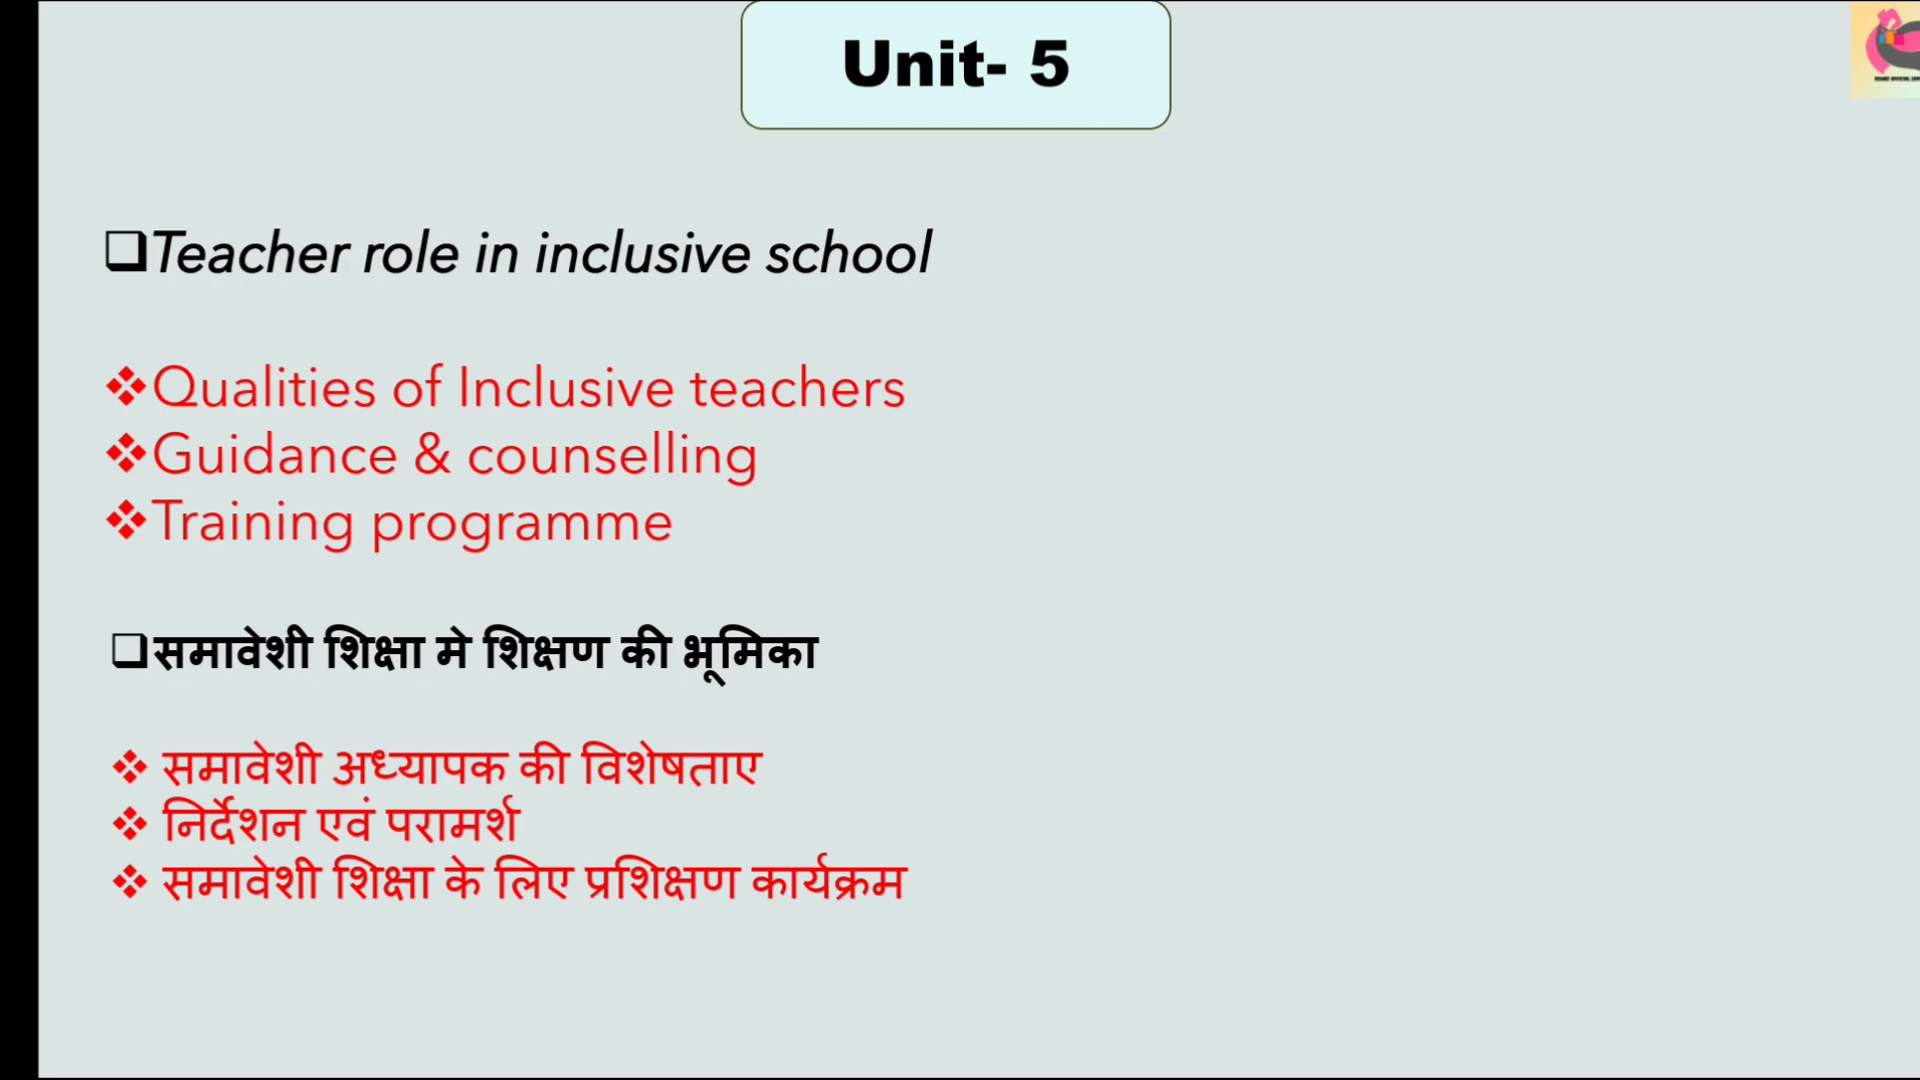 Unit- 5
Teacher role in inclusive school
Qualities of Inclusive teachers
Guidance & counselling
Training programme
समावेशी शिक्षा मे शिक्षण की भूमिका
समावेशी अध्यापक की विशेषताए
निर्देशन एवं परामर्श
समावेशी शिक्षा के लिए प्रशिक्षण कार्यक्रम